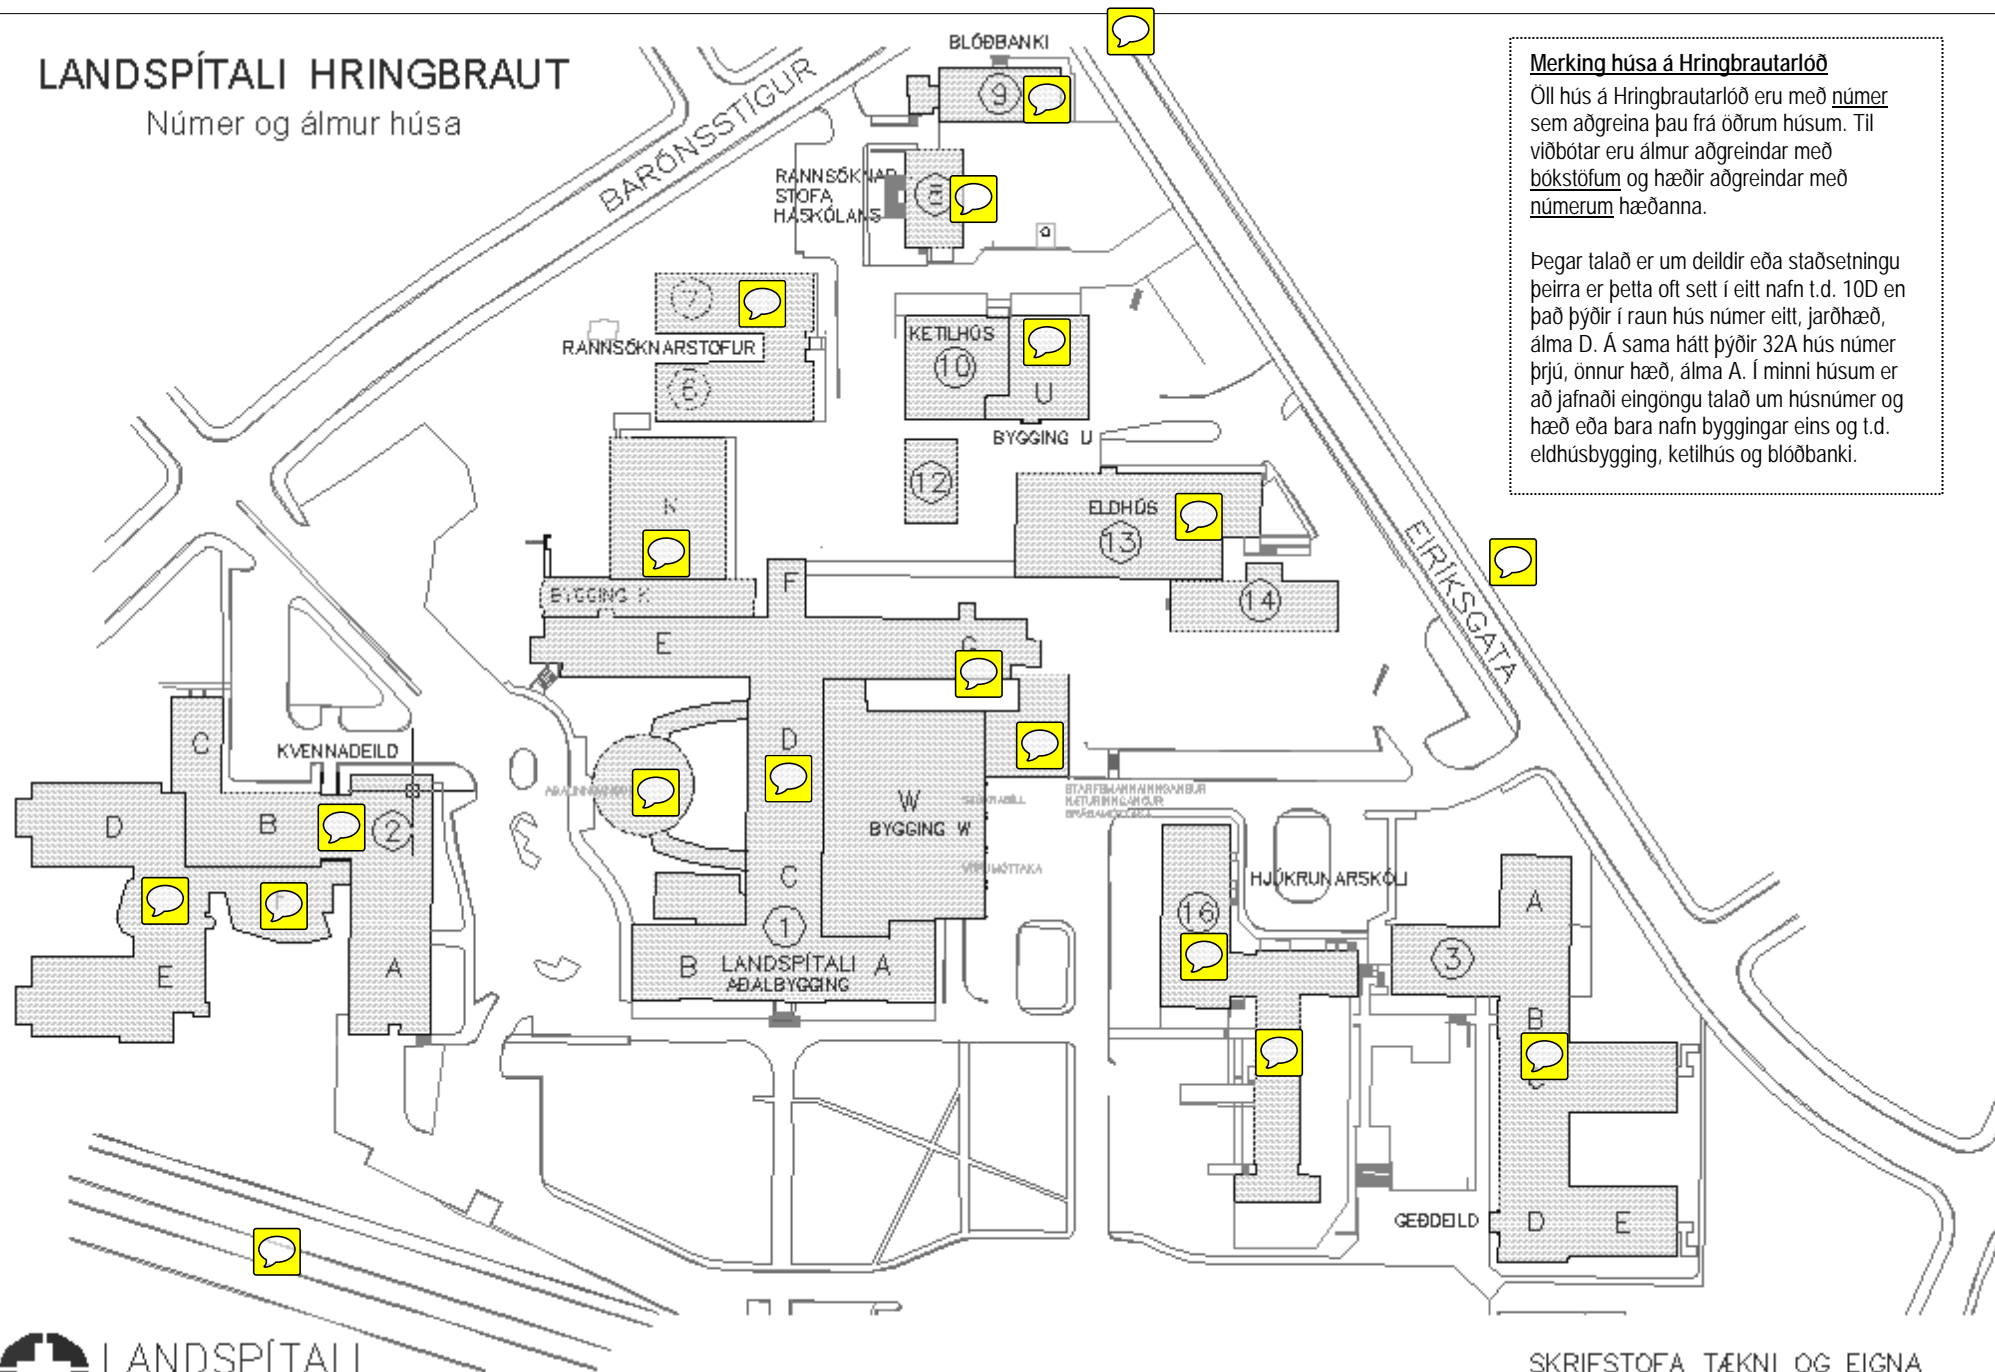 LANDSPÍTALI HRINGBRAUT
Númer og álmur húsa
BARÓNSSTÍGUR
BLÓÐBANKI
9
RANNSÓKNAR
STOFA
HÁSKÓLANS
8
7
RANNSÓKNARSTOFUR
6
KETILHÚS
10
U
BYGGING U
12
ELDHÚS
13
14
EIRÍKSGATA
K
BYGGING K
F
E
G
D
C
W
BYGGING W
1
B
LANDSPÍTALI
A
AÐALBYGGING
KVENNADEILD
C
D
B
2
E
A
STARFSMANNAINNGANGUR
NÆTURINNGANGUR
HJÚKRUNARSKÓLI
16
3
A
B
D
E
GEÐDEILD
Merking húsa á Hringbrautarlóð
Öll hús á Hringbrautarlóð eru með númer
sem aðgreina þau frá öðrum húsum. Til
viðbótar eru álmur aðgreindar með
bókstöfum og hæðir aðgreindar með
númerum hæðanna.
Þegar talað er um deildir eða staðsetningu
þeirra er þetta oft sett í eitt nafn t.d. 10D en
það þýðir í raun hús númer eitt, jarðhæð,
álma D. Á sama hátt þýðir 32A hús númer
þrjú, önnur hæð, álma A. Í minni húsum er
að jafnaði eingöngu talað um húsnúmer og
hæð eða bara nafn byggingar eins og t.d.
eldhúsbygging, ketilhús og blóðbanki.
LANDSPÍTALI
SKRIFSTOFA TÆKNI OG EIGNA